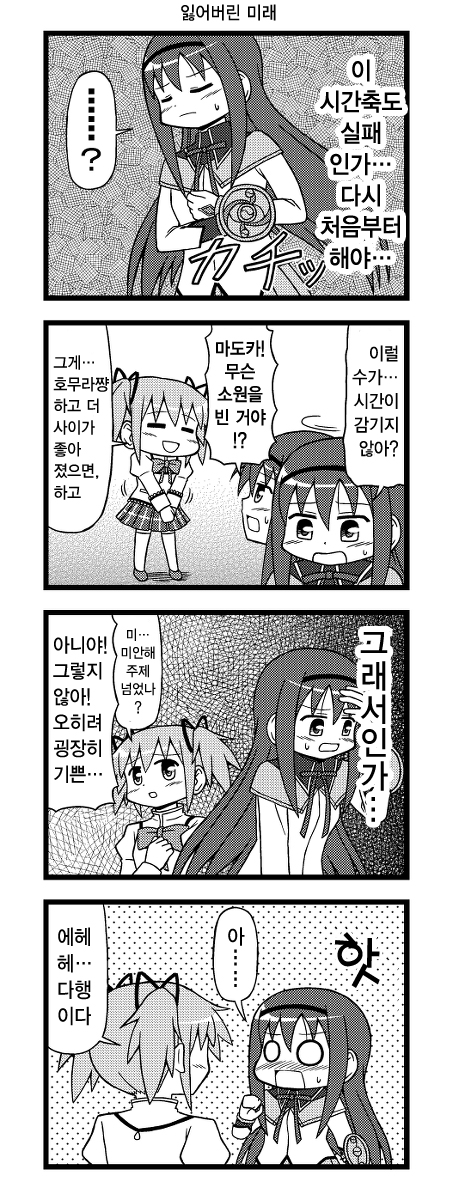 잃어버린 미래
이
시간축도
실패
인가…
다시
처음부터
해야…
……
?
カチッ
이럴
수가…
시간이
감기지
않아?
마도카!
무슨
소원을
빈 거야
!?
그게…
호무라쨩
하고 더
사이가
좋아
졌으면,
하고
그래서인가…
미…
미안해
주제
넘었나
?
아니야!
그렇지
않아!
오히려
굉장히
기쁜…
핫
아
……
에헤
헤…
다행
이다